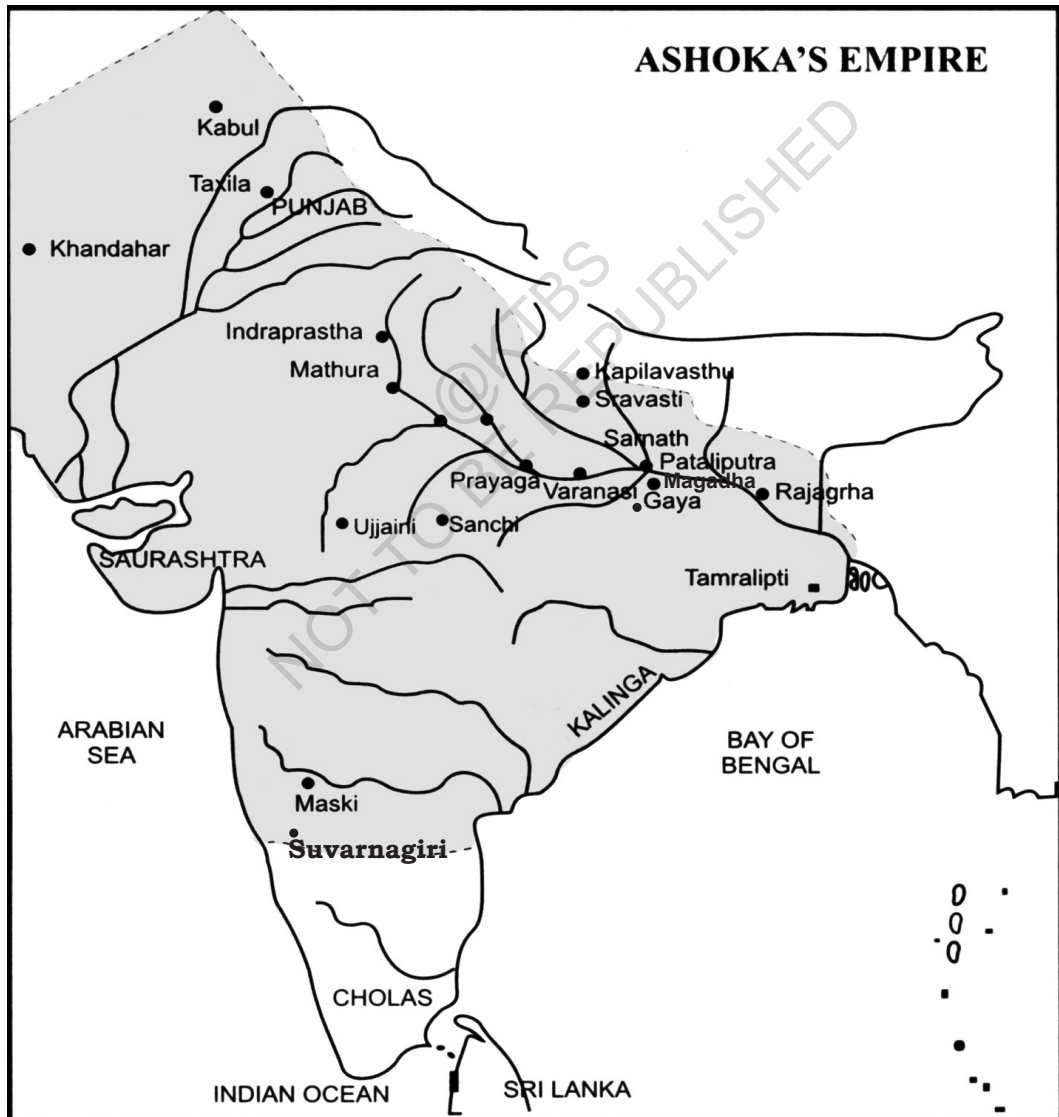 ASHOKA'S EMPIRE
Kabul
Taxila
PUNJAB
Khandahar
Indraprastha
Mathura
Kapilavasthu
Sravasti
Sarnath
Pataliputra
Prayaga
Varanasi
Magadha
Gaya
Rajagrha
Ujjaini
Sanchi
SAURASHTRA
Tamralipti
KALINGA
ARABIAN
SEA
BAY OF
BENGAL
Maski
Suvarnagiri
CHOLAS
INDIAN OCEAN
SRI LANKA
@KTBS
NOT TO BE REPUBLISHED